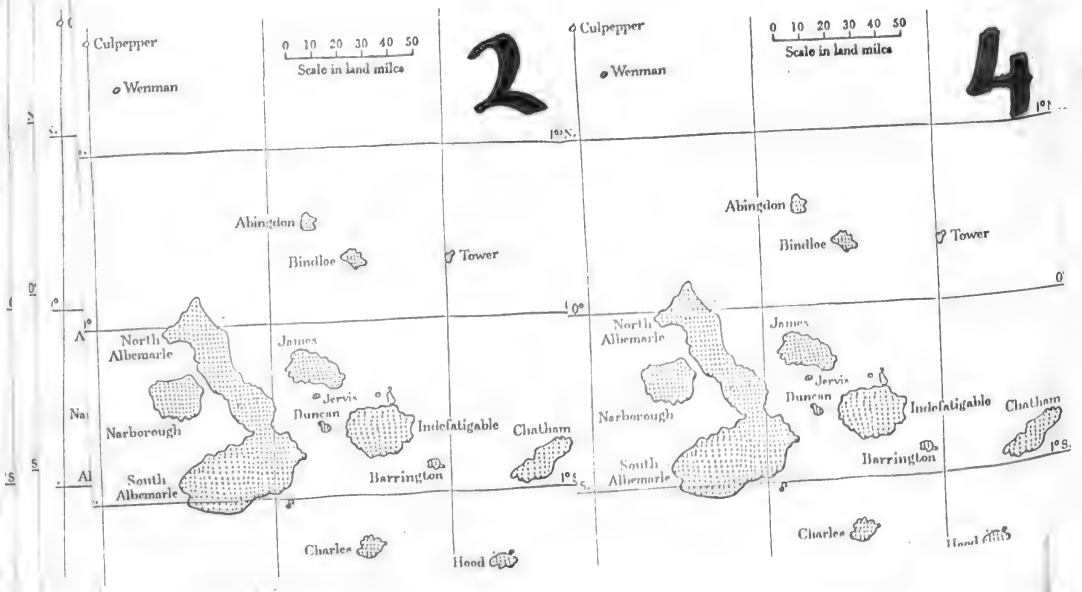 Culpepper
0 10 20 30 40 50
Scale in land miles
2
Wenman
1° N.
Abingdon
Bindloe
Tower
0°
1°
North
Albemarle
James
Jervis
Narborough
Duncan
Indefatigable
Chatham
South
Albemarle
Barrington
1° S.
Charles
Hood
Culpepper
0 10 20 30 40 50
Scale in land miles
4
Wenman
Abingdon
Bindloe
Tower
0°
North
Albemarle
James
Jervis
Narborough
Duncan
Indefatigable
Chatham
South
Albemarle
Barrington
1° S.
Charles
Hood